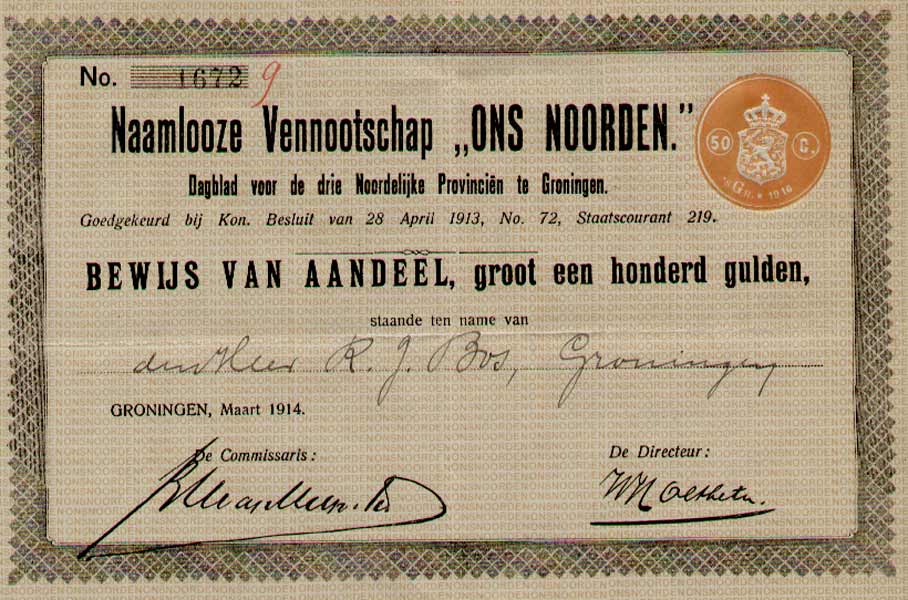 No. 1672 9
Naamlooze Vennootschap „ONS NOORDEN."
50 G.
'S GR. * 1910
Dagblad voor de drie Noordelijke Provinciën te Groningen.
Goedgekeurd bij Kon. Besluit van 28 April 1913, No. 72, Staatscourant 219.
BEWIJS VAN AANDEEL, groot een honderd gulden,
staande ten name van
den Heer R. J. Bos, Groningen
GRONINGEN, Maart 1914.
De Commissaris: De Directeur: